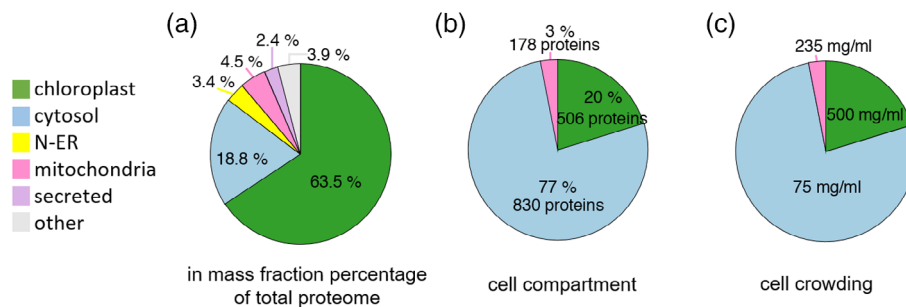 (a)
(b)
(c)
chloroplast
cytosol
N-ER
mitochondria
secreted
other
2.4 %
4.5 %
3.9 %
3.4 %
18.8 %
63.5 %
in mass fraction percentage
of total proteome
3 %
178 proteins
20 %
506 proteins
77 %
830 proteins
cell compartment
235 mg/ml
500 mg/ml
75 mg/ml
cell crowding